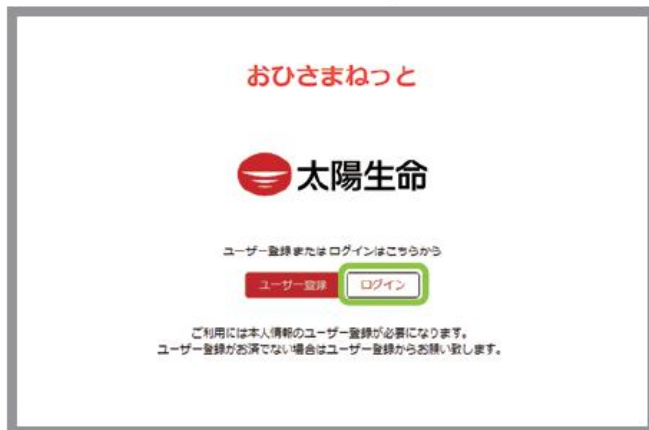 おひさまねっと
太陽生命
ユーザー登録またはログインはこちらから
ユーザー登録 ログイン
ご利用には本人情報のユーザー登録が必要になります。
ユーザー登録がお済でない場合はユーザー登録からお願い致します。